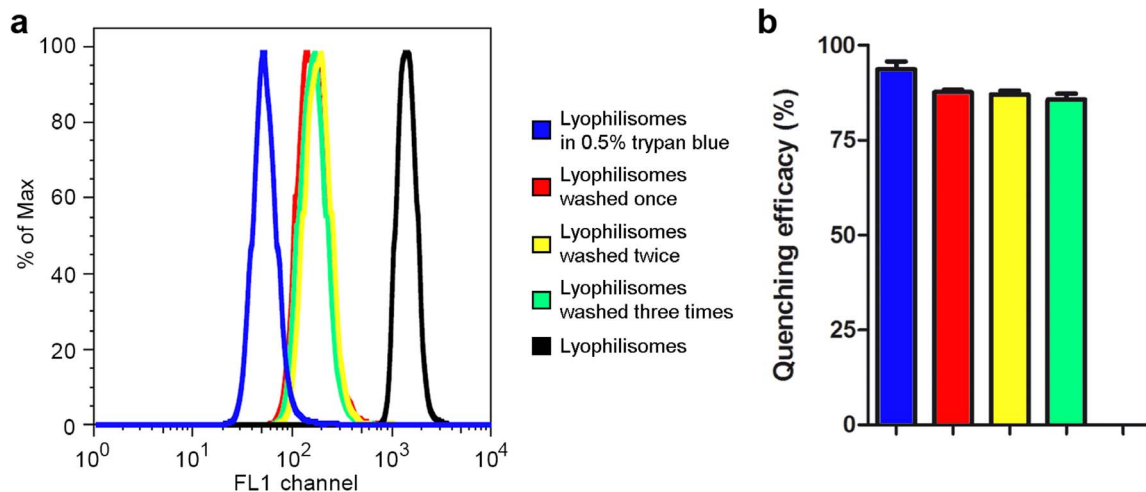 a
100
80
60
40
20
0
% of Max
10^0 10^1 10^2 10^3 10^4
FL1 channel
Lyophilisomes
in 0.5% trypan blue
Lyophilisomes
washed once
Lyophilisomes
washed twice
Lyophilisomes
washed three times
Lyophilisomes
b
100
75
50
25
0
Quenching efficacy (%)